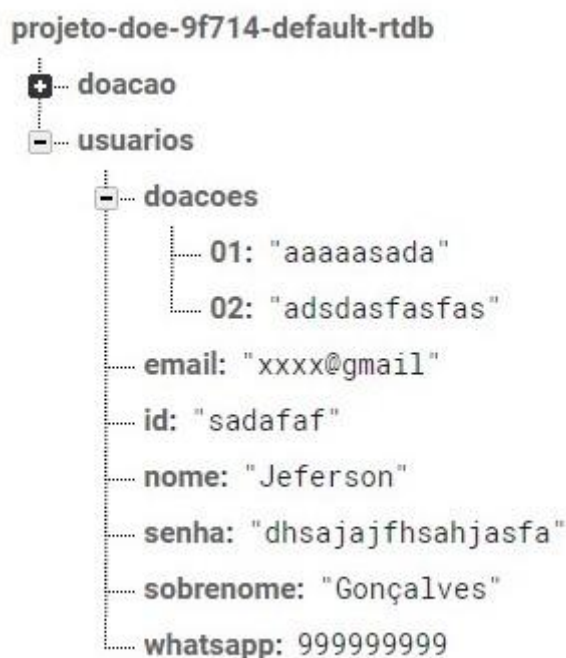 projeto-doe-9f714-default-rtdb
doacao
usuarios
doacoes
01: "aaaaasada"
02: "adsdasfasfas"
email: "xxxx@gmail"
id: "sadafaf"
nome: "Jeferson"
senha: "dhsajajfhsahjasfa"
sobrenome: "Gonçalves"
whatsapp: 999999999